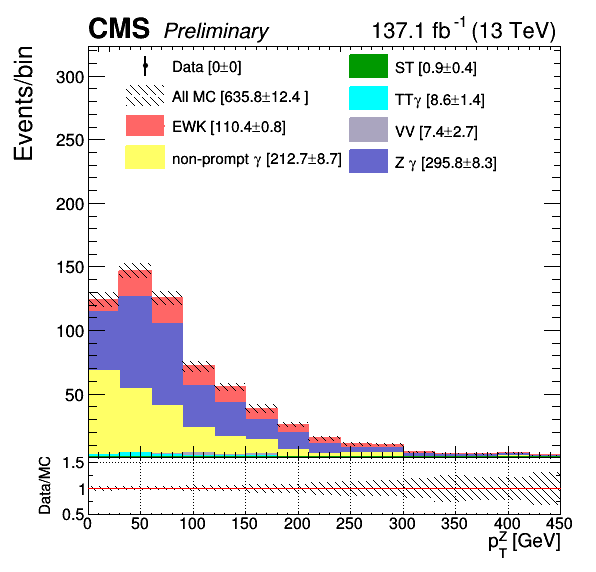 CMS Preliminary 137.1 fb⁻¹ (13 TeV)
Events/bin
Data [0±0]
All MC [635.8±12.4 ]
EWK [110.4±0.8]
non-prompt γ [212.7±8.7]
ST [0.9±0.4]
TTγ [8.6±1.4]
VV [7.4±2.7]
Z γ [295.8±8.3]
300
250
200
150
100
50
Data/MC
1.5
1
0.5
0 50 100 150 200 250 300 350 400 450
p_T^Z [GeV]